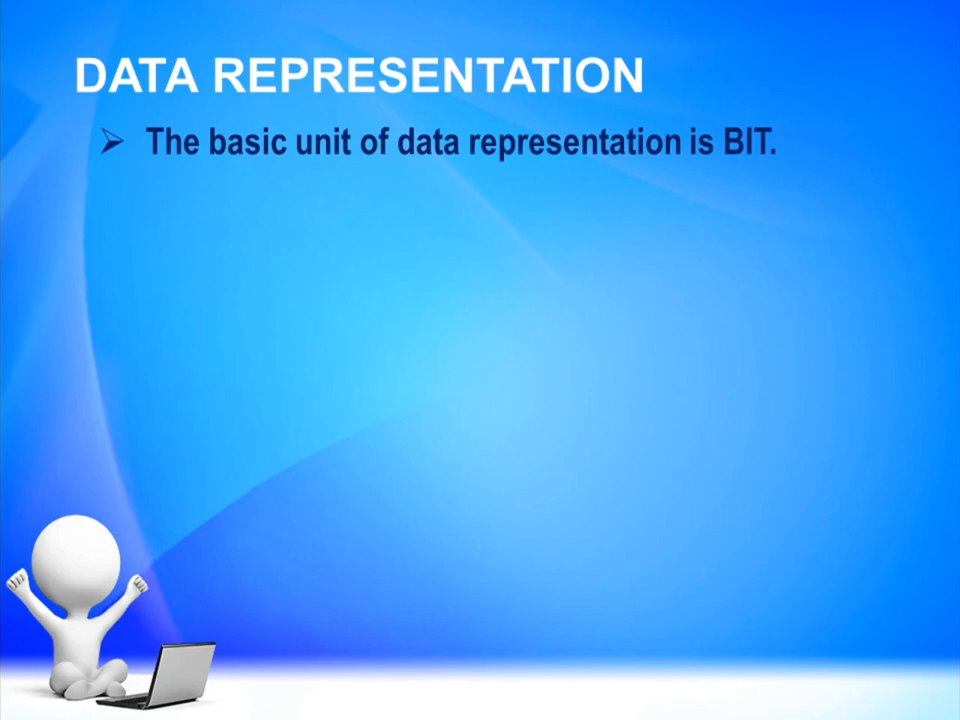 DATA REPRESENTATION
The basic unit of data representation is BIT.